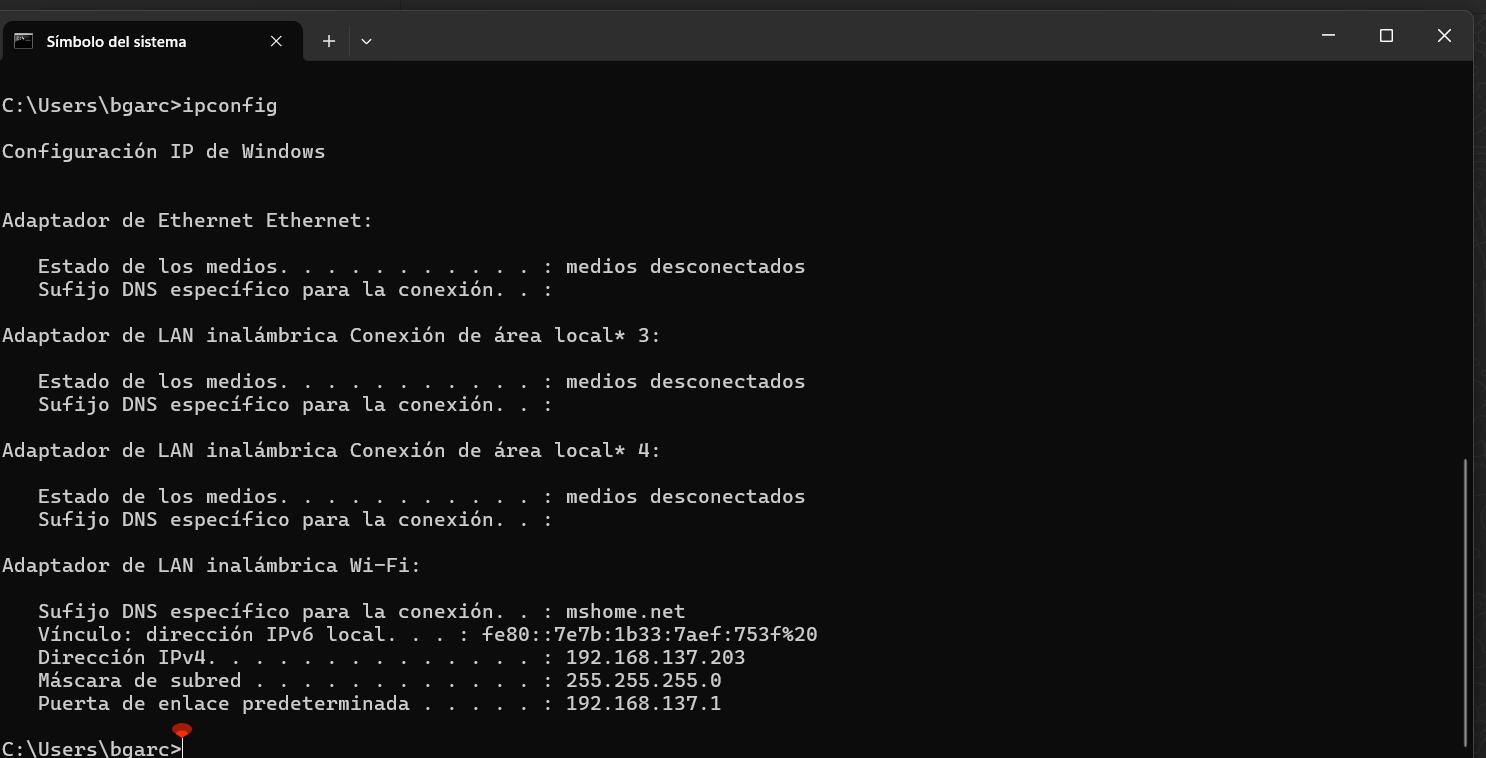 Símbolo del sistema
C:\Users\bgarc>ipconfig
Configuración IP de Windows
Adaptador de Ethernet Ethernet:
Estado de los medios. . . . . . . . . . . : medios desconectados
Sufijo DNS específico para la conexión. . :
Adaptador de LAN inalámbrica Conexión de área local* 3:
Estado de los medios. . . . . . . . . . . : medios desconectados
Sufijo DNS específico para la conexión. . :
Adaptador de LAN inalámbrica Conexión de área local* 4:
Estado de los medios. . . . . . . . . . . : medios desconectados
Sufijo DNS específico para la conexión. . :
Adaptador de LAN inalámbrica Wi-Fi:
Sufijo DNS específico para la conexión. . : mshome.net
Vínculo: dirección IPv6 local. . . : fe80::7e7b:1b33:7aef:753f%20
Dirección IPv4. . . . . . . . . . . . . . : 192.168.137.203
Máscara de subred . . . . . . . . . . . . : 255.255.255.0
Puerta de enlace predeterminada . . . . . : 192.168.137.1
C:\Users\bgarc>